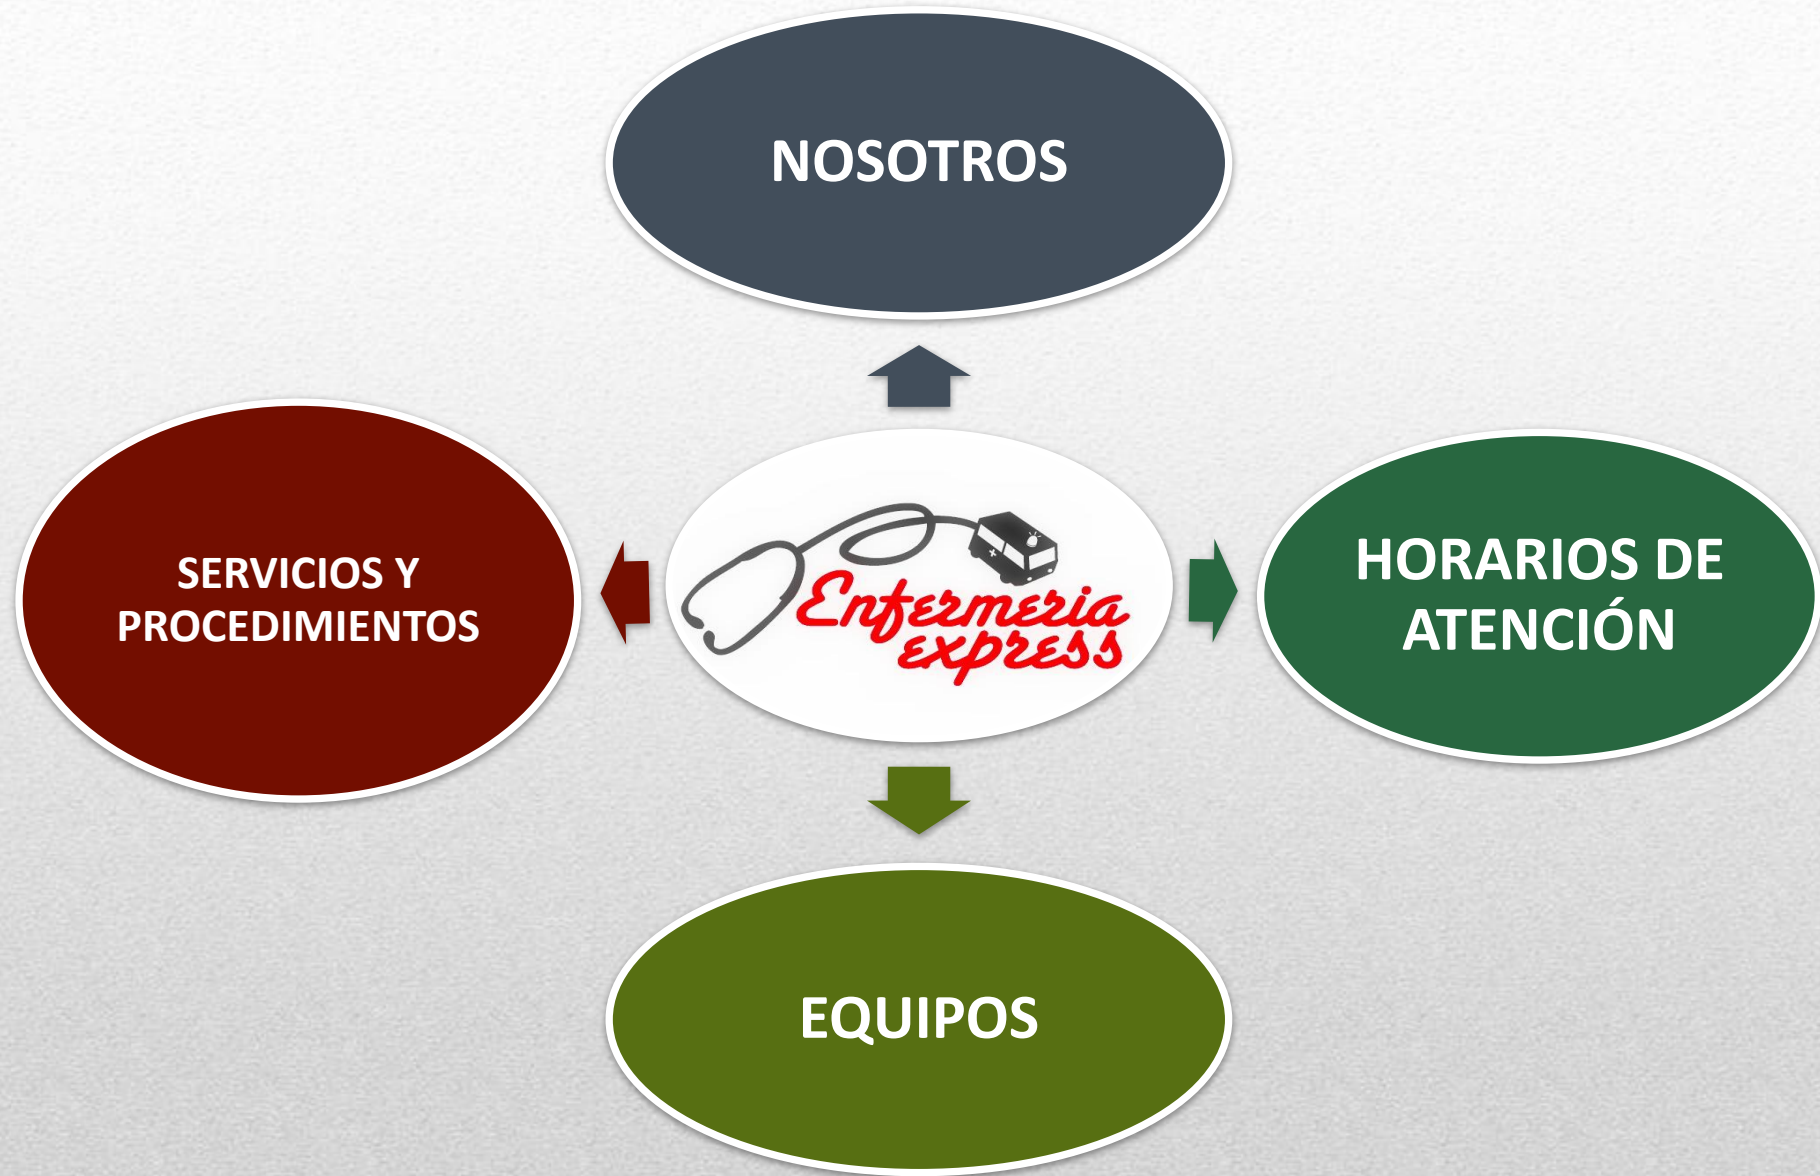 NOSOTROS
SERVICIOS Y
PROCEDIMIENTOS
Enfermeria
express
HORARIOS DE
ATENCIÓN
EQUIPOS